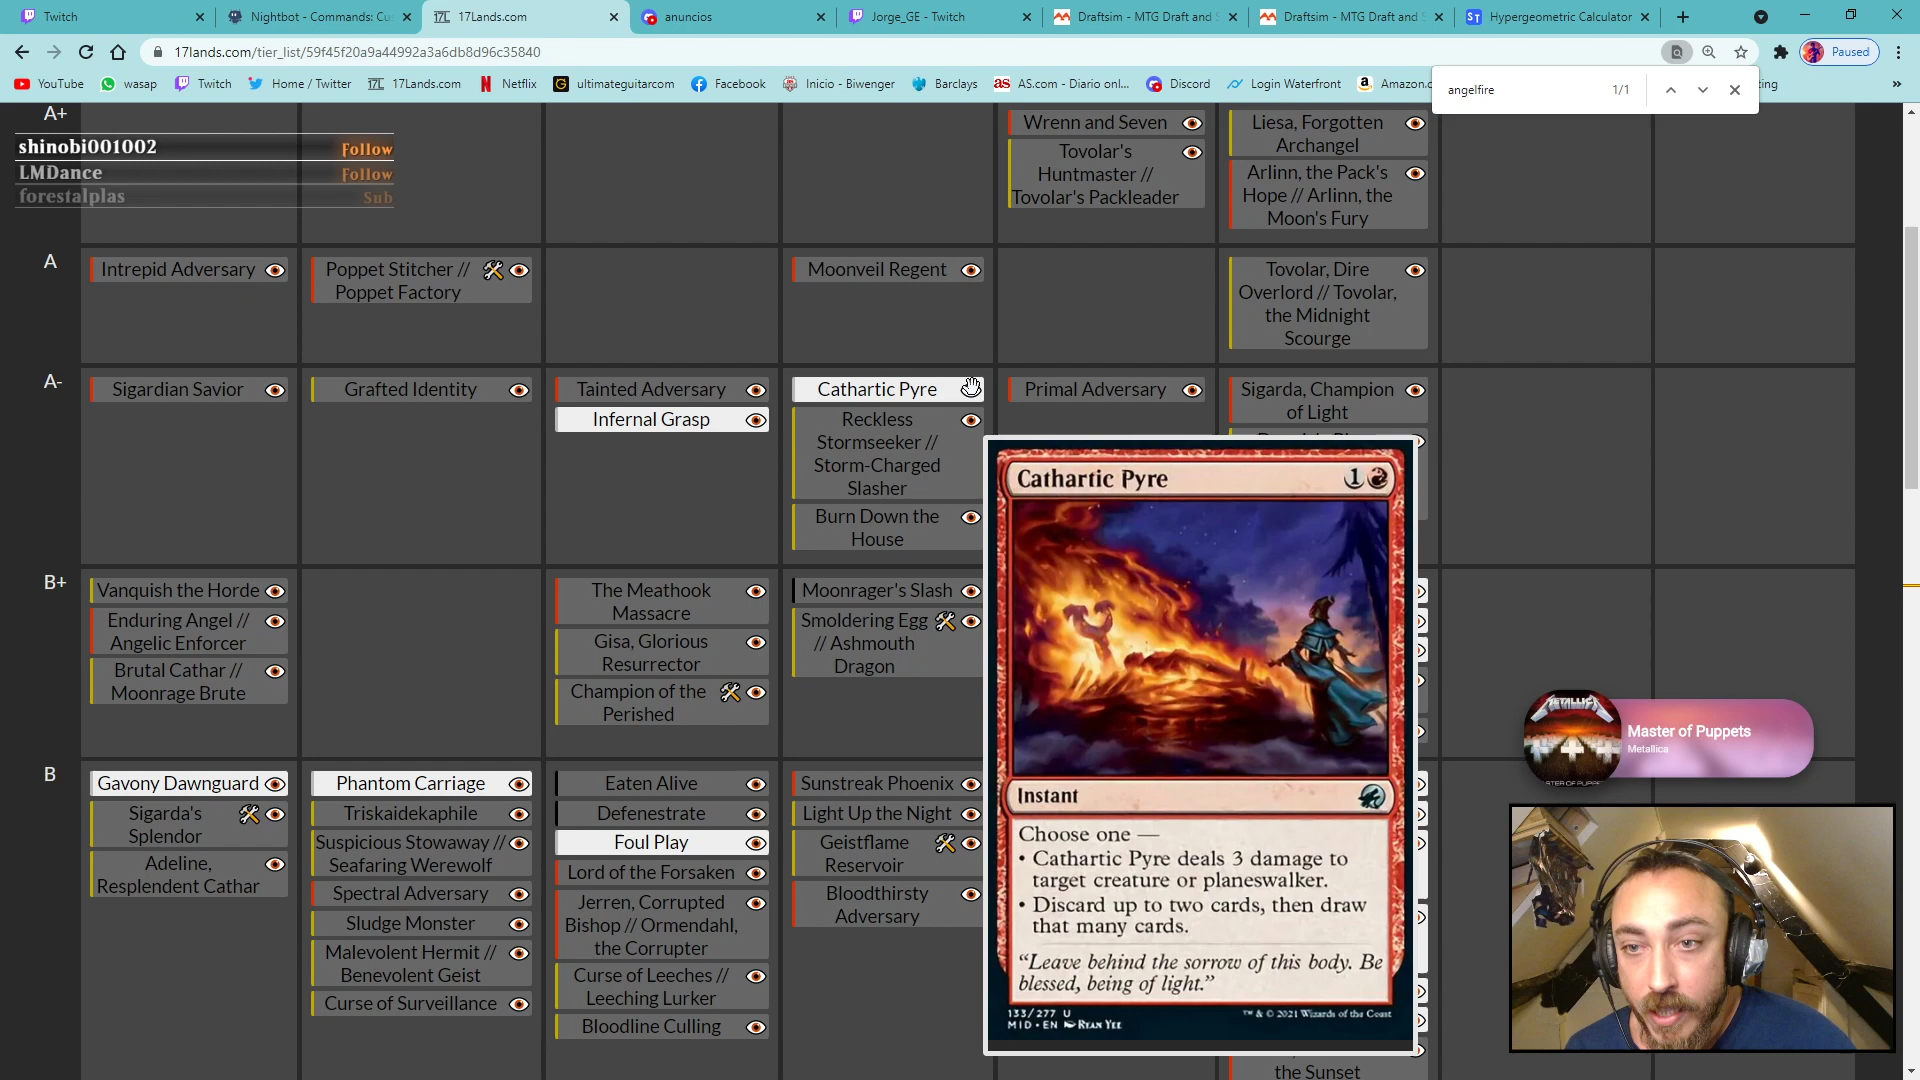 Twitch
Nightbot - Commands: Cu
17Lands.com
anuncios
Jorge_GE - Twitch
Draftsim - MTG Draft and S
Draftsim - MTG Draft and S
Hypergeometric Calculator
17lands.com/tier_list/59f45f20a9a44992a3a6db8d96c35840
Paused
YouTube
wasap
Twitch
Home / Twitter
17Lands.com
Netflix
ultimateguitarcom
Facebook
Inicio - Biwenger
Barclays
AS.com - Diario onl...
Discord
Login Waterfront
Amazon.c
angelfire
1/1
A+
shinobi001002 Follow
LMDance Follow
forestalplas Sub
Wrenn and Seven
Tovolar's
Huntmaster //
Tovolar's Packleader
Liesa, Forgotten
Archangel
Arlinn, the Pack's
Hope // Arlinn, the
Moon's Fury
A
Intrepid Adversary
Poppet Stitcher //
Poppet Factory
Moonveil Regent
Tovolar, Dire
Overlord // Tovolar,
the Midnight
Scourge
A-
Sigardian Savior
Grafted Identity
Tainted Adversary
Infernal Grasp
Cathartic Pyre
Reckless
Stormseeker //
Storm-Charged
Slasher
Burn Down the
House
Primal Adversary
Sigarda, Champion
of Light
B+
Vanquish the Horde
Enduring Angel //
Angelic Enforcer
Brutal Cathar //
Moonrage Brute
The Meathook
Massacre
Gisa, Glorious
Resurrector
Champion of the
Perished
Moonrager's Slash
Smoldering Egg
// Ashmouth
Dragon
B
Gavony Dawnguard
Sigarda's
Splendor
Adeline,
Resplendent Cathar
Phantom Carriage
Triskaidekaphile
Suspicious Stowaway //
Seafaring Werewolf
Spectral Adversary
Sludge Monster
Malevolent Hermit //
Benevolent Geist
Curse of Surveillance
Eaten Alive
Defenestrate
Foul Play
Lord of the Forsaken
Jerren, Corrupted
Bishop // Ormendahl,
the Corrupter
Curse of Leeches //
Leeching Lurker
Bloodline Culling
Sunstreak Phoenix
Light Up the Night
Geistflame
Reservoir
Bloodthirsty
Adversary
the Sunset
Cathartic Pyre 1
Instant
Choose one —
• Cathartic Pyre deals 3 damage to
target creature or planeswalker.
• Discard up to two cards, then draw
that many cards.
“Leave behind the sorrow of this body. Be
blessed, being of light.”
133/277 U
MID • EN Ryan Yee
™ & © 2021 Wizards of the Coast
METALLICA
Master of Puppets
Metallica